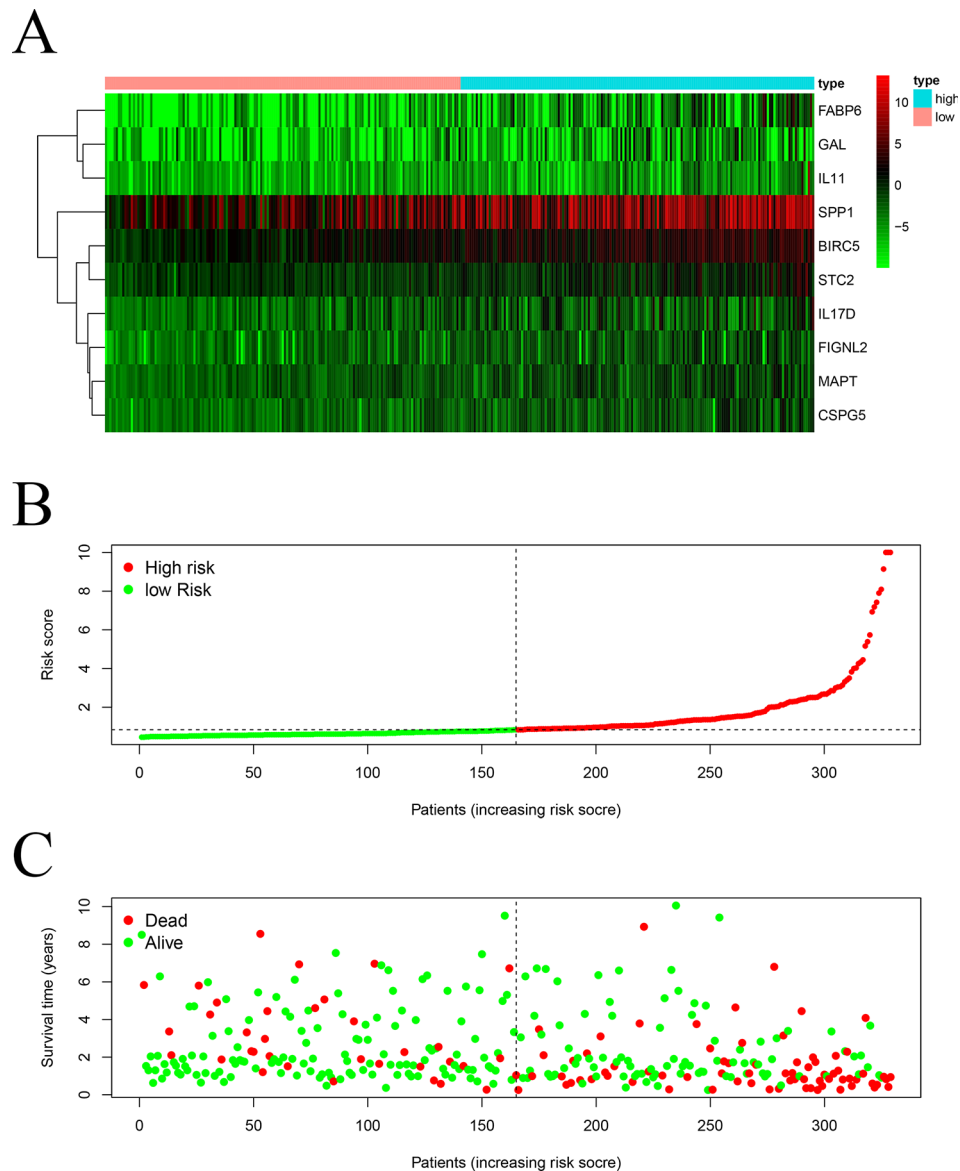 A
type
FABP6
GAL
IL11
SPP1
BIRC5
STC2
IL17D
FIGNL2
MAPT
CSPG5
10
5
0
−5
type
high
low
B
High risk
low Risk
Risk score
10
8
6
4
2
0 50 100 150 200 250 300
Patients (increasing risk socre)
C
Dead
Alive
Survival time (years)
10
8
6
4
2
0
0 50 100 150 200 250 300
Patients (increasing risk socre)